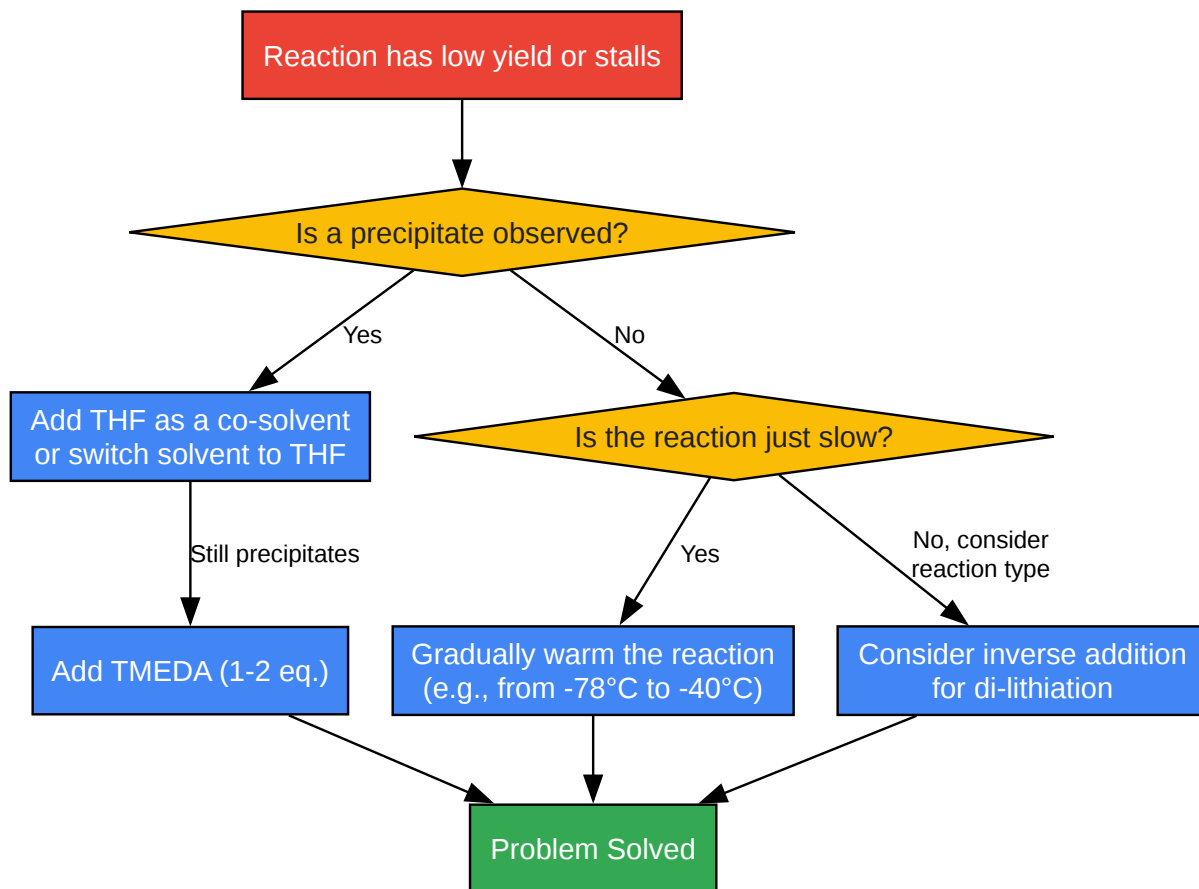 Reaction has low yield or stalls
Is a precipitate observed?
Yes
No
Add THF as a co-solvent
or switch solvent to THF
Is the reaction just slow?
Still precipitates
Yes
No, consider
reaction type
Add TMEDA (1-2 eq.)
Gradually warm the reaction
(e.g., from -78°C to -40°C)
Consider inverse addition
for di-lithiation
Problem Solved